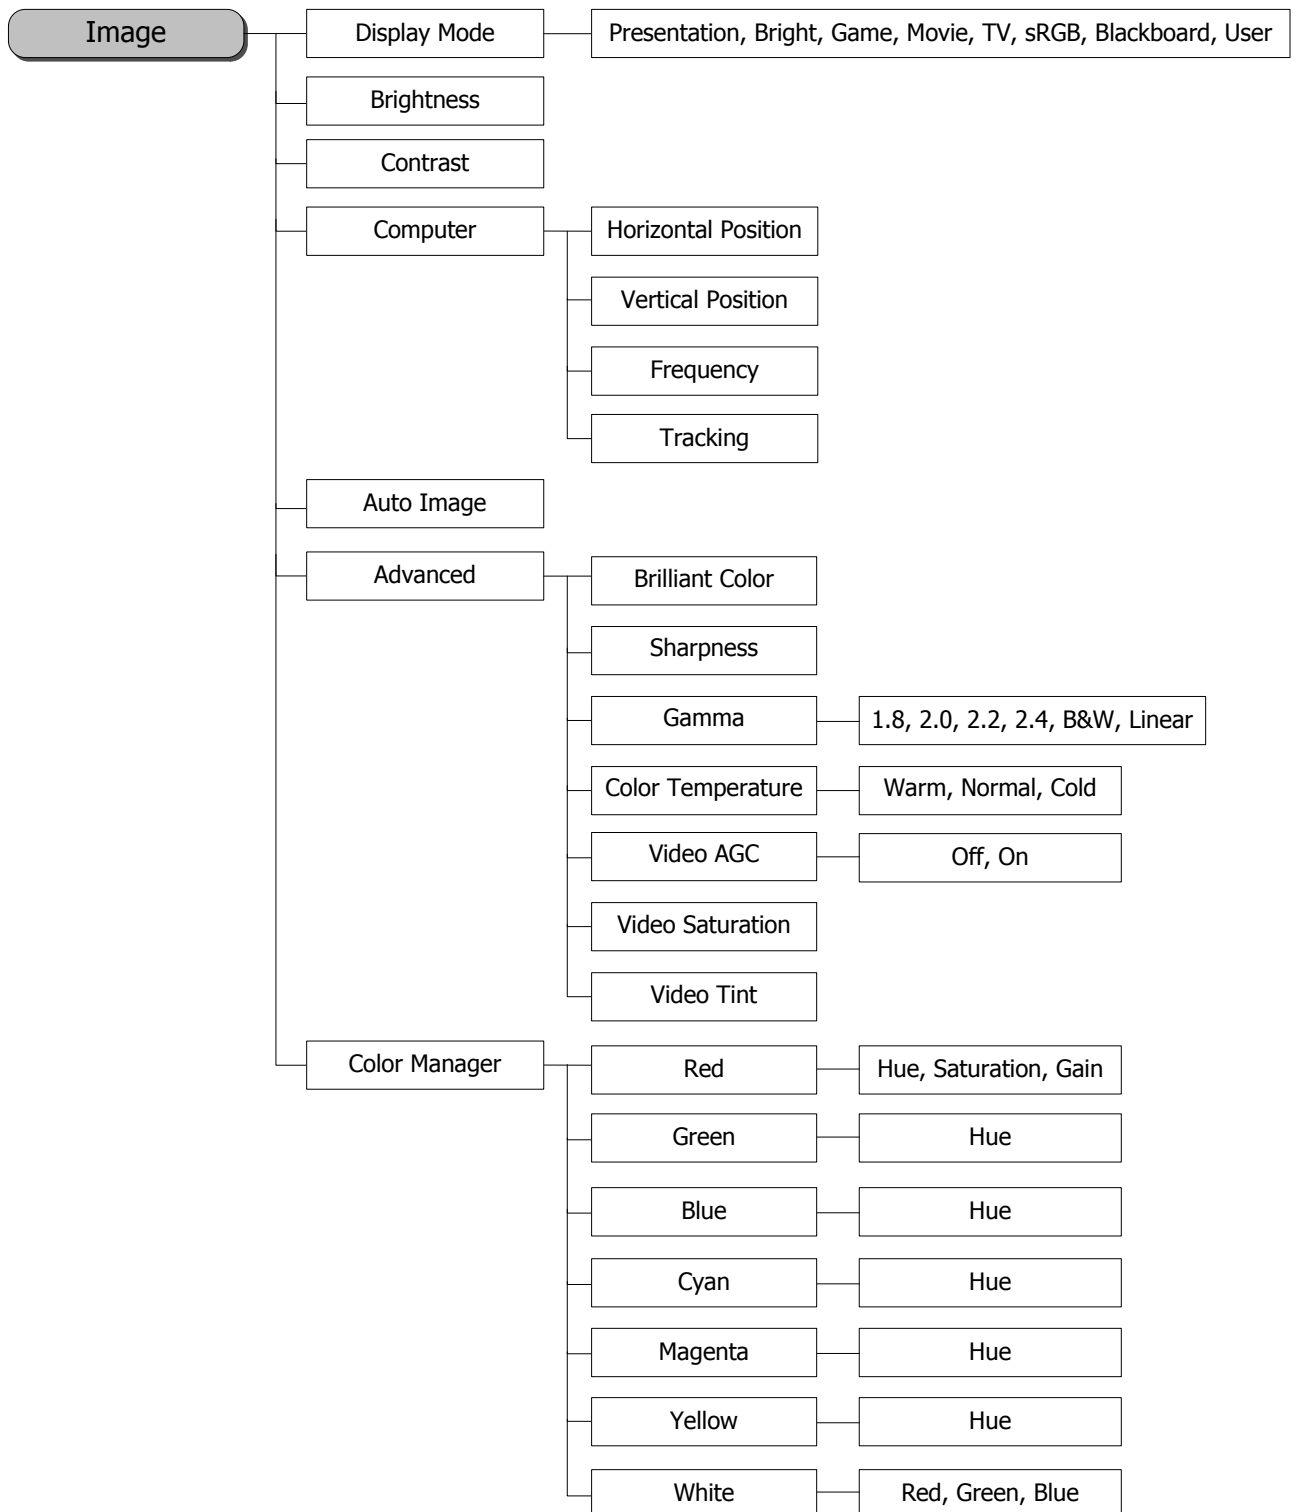 Image
Display Mode
Presentation, Bright, Game, Movie, TV, sRGB, Blackboard, User
Brightness
Contrast
Computer
Horizontal Position
Vertical Position
Frequency
Tracking
Auto Image
Advanced
Brilliant Color
Sharpness
Gamma
1.8, 2.0, 2.2, 2.4, B&W, Linear
Color Temperature
Warm, Normal, Cold
Video AGC
Off, On
Video Saturation
Video Tint
Color Manager
Red
Hue, Saturation, Gain
Green
Hue
Blue
Hue
Cyan
Hue
Magenta
Hue
Yellow
Hue
White
Red, Green, Blue